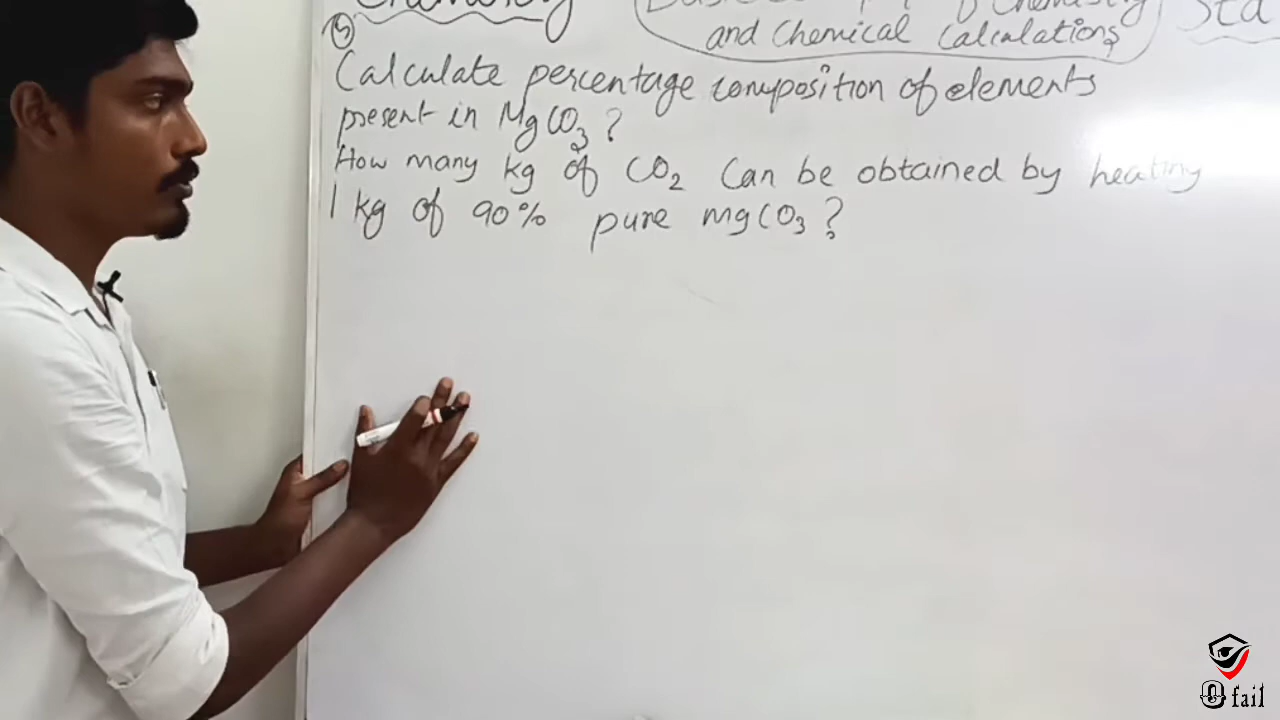 and Chemical Calculations
Calculate percentage composition of elements
present in MgCO3 ?
How many kg of CO2 Can be obtained by heating
1 kg of 90% pure mgCO3 ?
0 fail